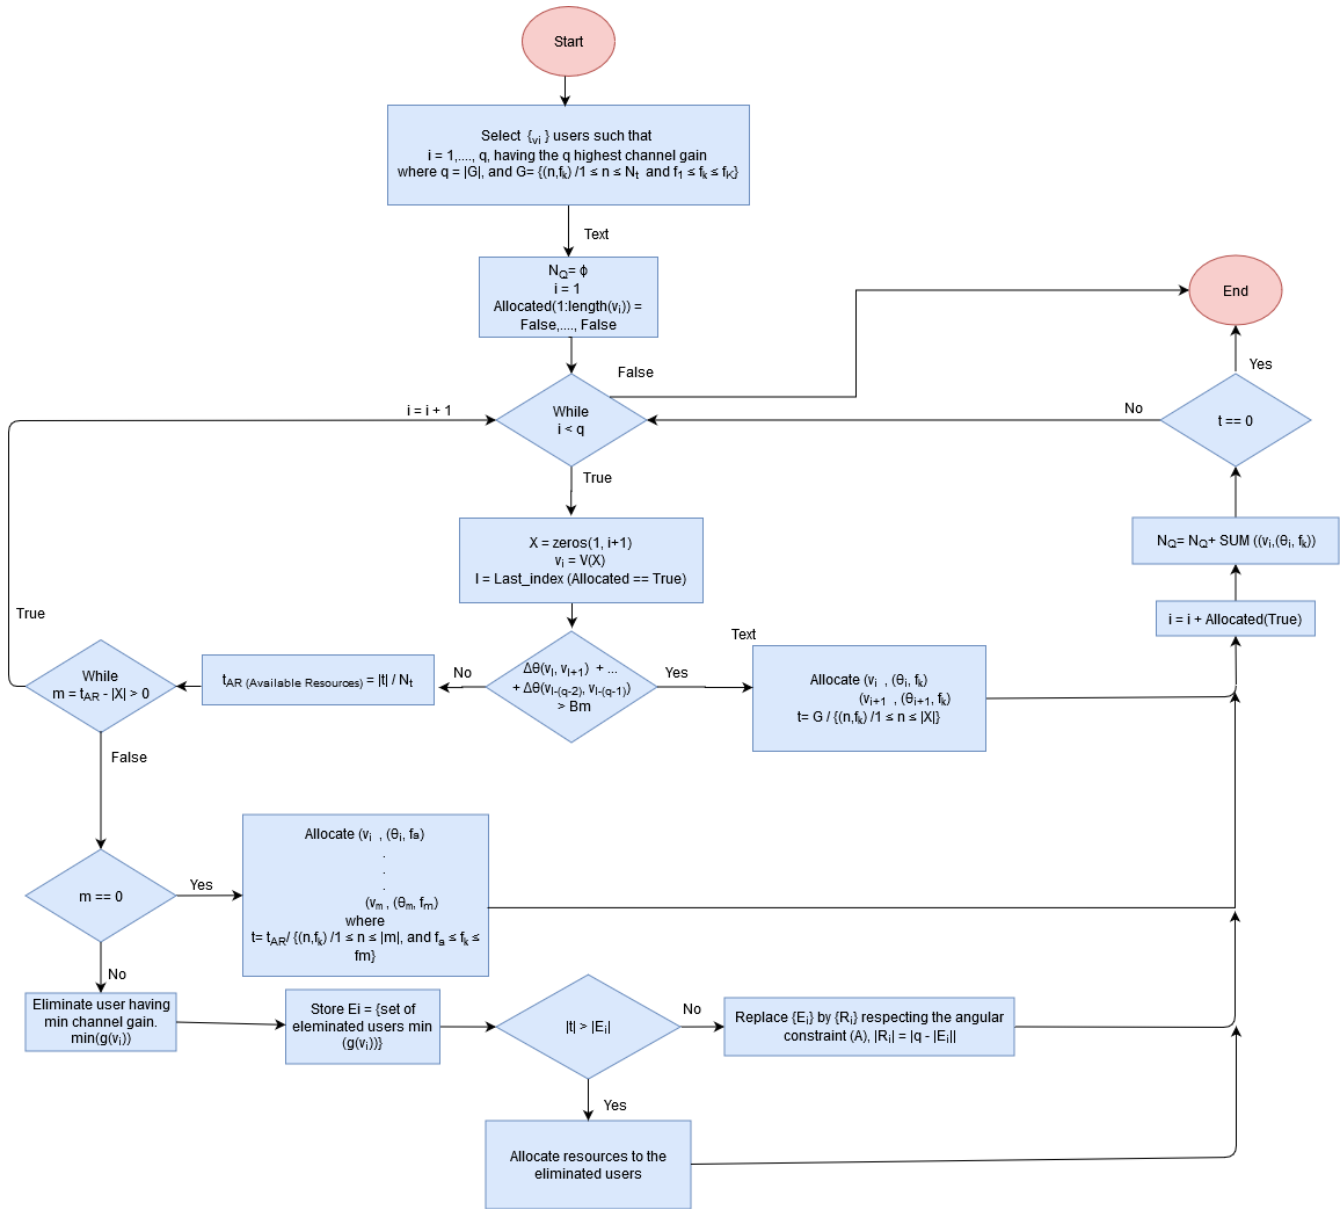 Start
Select {vi } users such that
i = 1,...., q, having the q highest channel gain
where q = |G|, and G= {(n,fk) /1 ≤ n ≤ Nt and f1 ≤ fk ≤ fK}
Text
NQ= ϕ
i = 1
Allocated(1:length(vi)) =
False,...., False
End
False
Yes
While
i < q
i = i + 1
No
t == 0
True
X = zeros(1, i+1)
vi = V(X)
l = Last_index (Allocated == True)
NQ= NQ+ SUM ((vi,(θi, fk))
i = i + Allocated(True)
True
While
m = tAR - |X| > 0
tAR (Available Resources) = |t| / Nt
No
Δθ(vl, vl+1) + ...
+ Δθ(vl-(q-2), vl-(q-1))
> Bm
Yes
Text
Allocate (vi , (θi, fk)
(vi+1 , (θi+1, fk)
t= G / {(n,fk) /1 ≤ n ≤ |X|}
False
m == 0
Yes
Allocate (vi , (θi, fa)
.
.
.
(vm , (θm, fm)
where
t= tAR/ {(n,fk) /1 ≤ n ≤ |m|, and fa ≤ fk ≤
fm}
No
Eliminate user having
min channel gain.
min(g(vi))
Store Ei = {set of
eleminated users min
(g(vi))}
|t| > |Ei|
No
Replace {Ei} by {Ri} respecting the angular
constraint (A), |Ri| = |q - |Ei||
Yes
Allocate resources to the
eliminated users